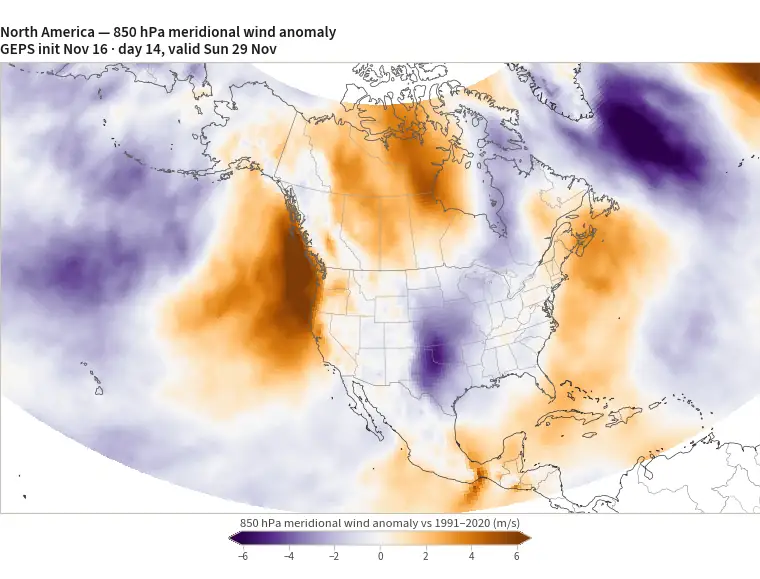 North America — 850 hPa meridional wind anomaly
GEPS init Nov 16 · day 14, valid Sun 29 Nov
850 hPa meridional wind anomaly vs 1991–2020 (m/s)
−6 −4 −2 0 2 4 6